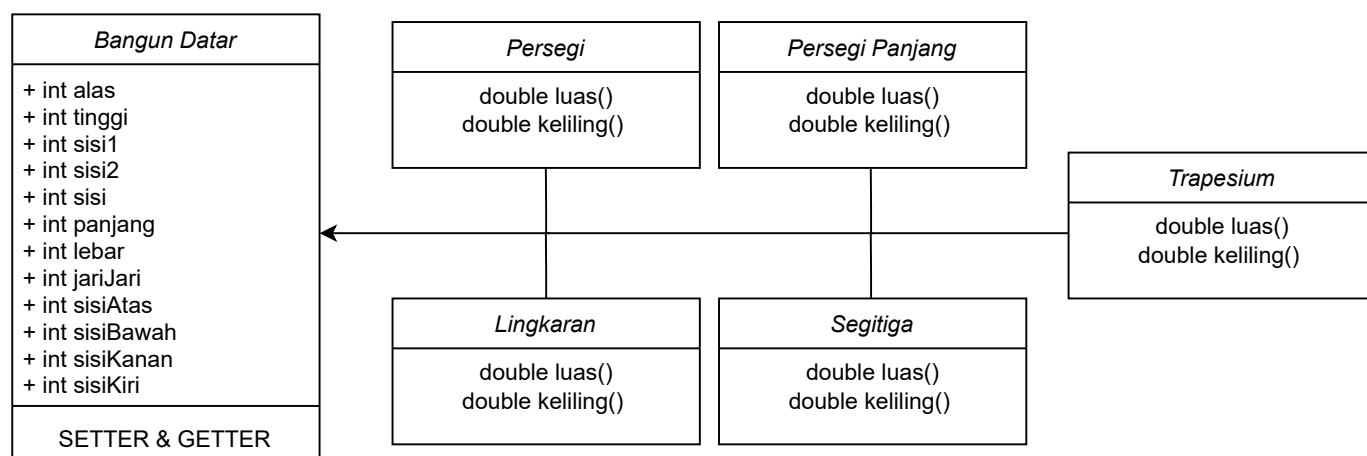 Bangun Datar
+ int alas
+ int tinggi
+ int sisi1
+ int sisi2
+ int sisi
+ int panjang
+ int lebar
+ int jariJari
+ int sisiAtas
+ int sisiBawah
+ int sisiKanan
+ int sisiKiri
SETTER & GETTER
Persegi
double luas()
double keliling()
Persegi Panjang
double luas()
double keliling()
Trapesium
double luas()
double keliling()
Lingkaran
double luas()
double keliling()
Segitiga
double luas()
double keliling()